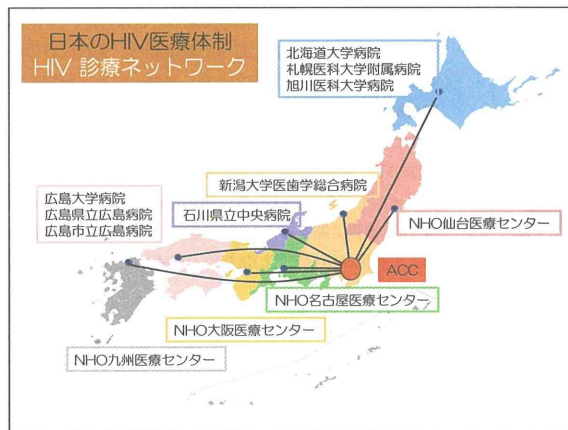 日本のHIV医療体制
HIV 診療ネットワーク
北海道大学病院
札幌医科大学附属病院
旭川医科大学病院
新潟大学医歯学総合病院
広島大学病院
広島県立広島病院
広島市立広島病院
石川県立中央病院
NHO仙台医療センター
ACC
NHO名古屋医療センター
NHO大阪医療センター
NHO九州医療センター